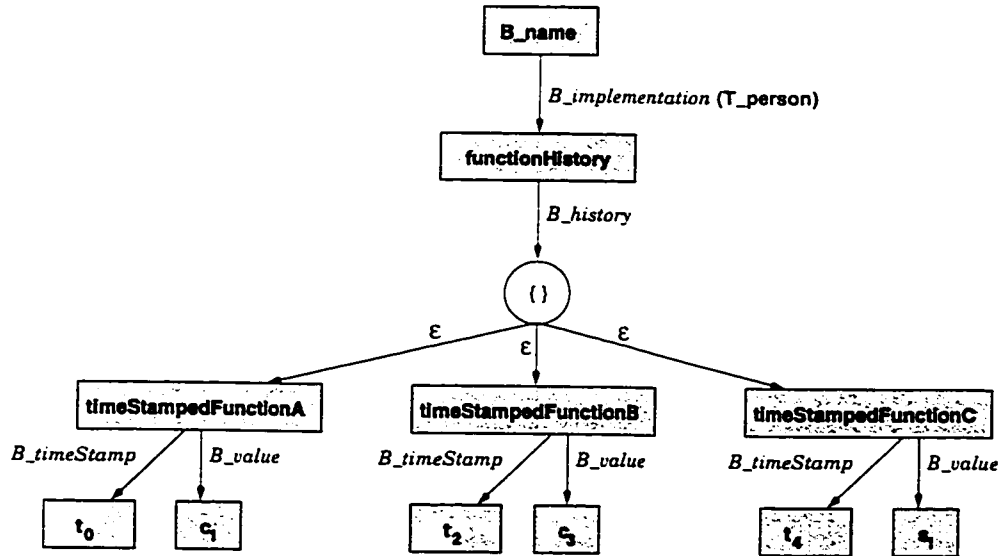 B_name
B_implementation (T_person)
functionHistory
B_history
{ }
ε ε ε
timeStampedFunctionA timeStampedFunctionB timeStampedFunctionC
B_timeStamp B_value B_timeStamp B_value B_timeStamp B_value
t0 c1 t2 c3 t4 s1